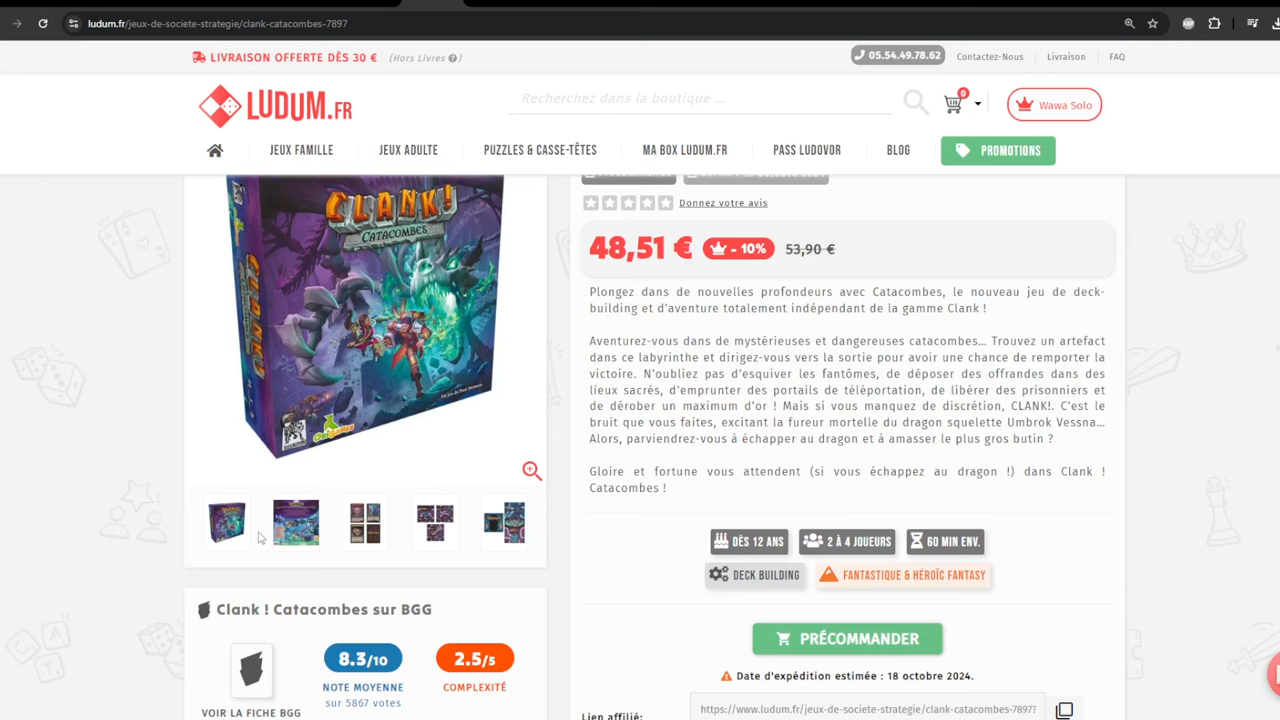 ludum.fr/jeux-de-societe-strategie/clank-catacombes-7897
LIVRAISON OFFERTE DÈS 30 € (Hors Livres ?)
05.54.49.78.62
Contactez-Nous
Livraison
FAQ
LUDUM.FR
Recherchez dans la boutique ...
0
Wawa Solo
JEUX FAMILLE
JEUX ADULTE
PUZZLES & CASSE-TÊTES
MA BOX LUDUM.FR
PASS LUDOVOR
BLOG
PROMOTIONS
CLANK!
CATACOMBES
CLANK!
Donnez votre avis
48,51 €
- 10%
53,90 €
Plongez dans de nouvelles profondeurs avec Catacombes, le nouveau jeu de deck-
building et d'aventure totalement indépendant de la gamme Clank !
Aventurez-vous dans de mystérieuses et dangereuses catacombes… Trouvez un artefact
dans ce labyrinthe et dirigez-vous vers la sortie pour avoir une chance de remporter la
victoire. N'oubliez pas d'esquiver les fantômes, de déposer des offrandes dans des
lieux sacrés, d'emprunter des portails de téléportation, de libérer des prisonniers et
de dérober un maximum d'or ! Mais si vous manquez de discrétion, CLANK!. C'est le
bruit que vous faites, excitant la fureur mortelle du dragon squelette Umbrok Vessna…
Alors, parviendrez-vous à échapper au dragon et à amasser le plus gros butin ?
Gloire et fortune vous attendent (si vous échappez au dragon !) dans Clank !
Catacombes !
DÈS 12 ANS
2 À 4 JOUEURS
60 MIN ENV.
DECK BUILDING
FANTASTIQUE & HÉROÏC FANTASY
PRÉCOMMANDER
Date d'expédition estimée : 18 octobre 2024.
Lien affilié:
https://www.ludum.fr/jeux-de-societe-strategie/clank-catacombes-7897?
Clank ! Catacombes sur BGG
8.3/10
NOTE MOYENNE
sur 5867 votes
2.5/5
COMPLEXITÉ
VOIR LA FICHE BGG